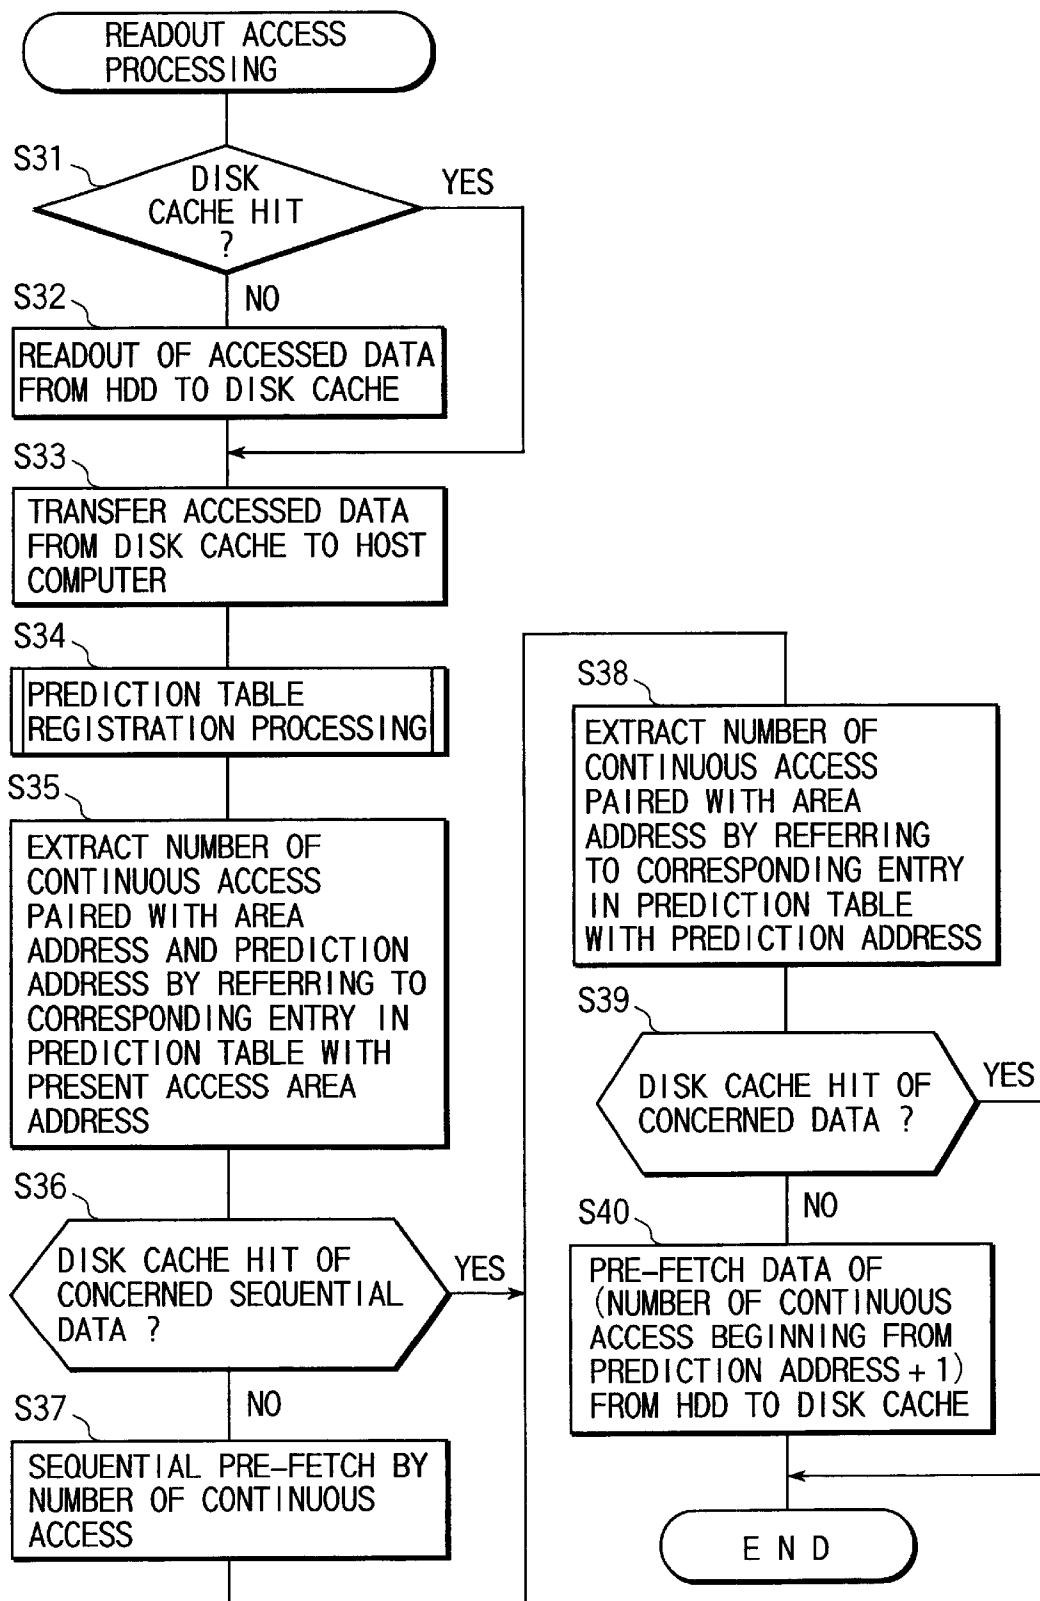 READOUT ACCESS
PROCESSING
S31
DISK
CACHE HIT
?
YES
NO
S32
READOUT OF ACCESSED DATA
FROM HDD TO DISK CACHE
S33
TRANSFER ACCESSED DATA
FROM DISK CACHE TO HOST
COMPUTER
S34
PREDICTION TABLE
REGISTRATION PROCESSING
S35
EXTRACT NUMBER OF
CONTINUOUS ACCESS
PAIRED WITH AREA
ADDRESS AND PREDICTION
ADDRESS BY REFERRING TO
CORRESPONDING ENTRY IN
PREDICTION TABLE WITH
PRESENT ACCESS AREA
ADDRESS
S36
DISK CACHE HIT OF
CONCERNED SEQUENTIAL
DATA ?
YES
NO
S37
SEQUENTIAL PRE-FETCH BY
NUMBER OF CONTINUOUS
ACCESS
S38
EXTRACT NUMBER OF
CONTINUOUS ACCESS
PAIRED WITH AREA
ADDRESS BY REFERRING
TO CORRESPONDING ENTRY
IN PREDICTION TABLE
WITH PREDICTION ADDRESS
S39
DISK CACHE HIT OF
CONCERNED DATA ?
YES
NO
S40
PRE-FETCH DATA OF
(NUMBER OF CONTINUOUS
ACCESS BEGINNING FROM
PREDICTION ADDRESS + 1)
FROM HDD TO DISK CACHE
END